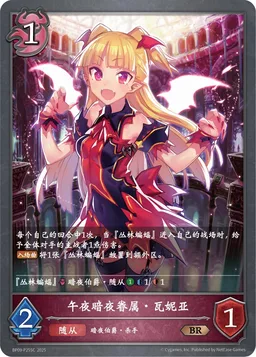 1
每个自己的回合中1次，当『丛林蝙蝠』进入自己的战场时，给
予全体对手的主战者1点伤害。
入场曲 将1张『丛林蝙蝠』放置到额外区。
『丛林蝙蝠』 暗夜伯爵・1/1
午夜暗夜眷属・瓦妮亚
2
随从
暗夜伯爵・杀手
BR
1